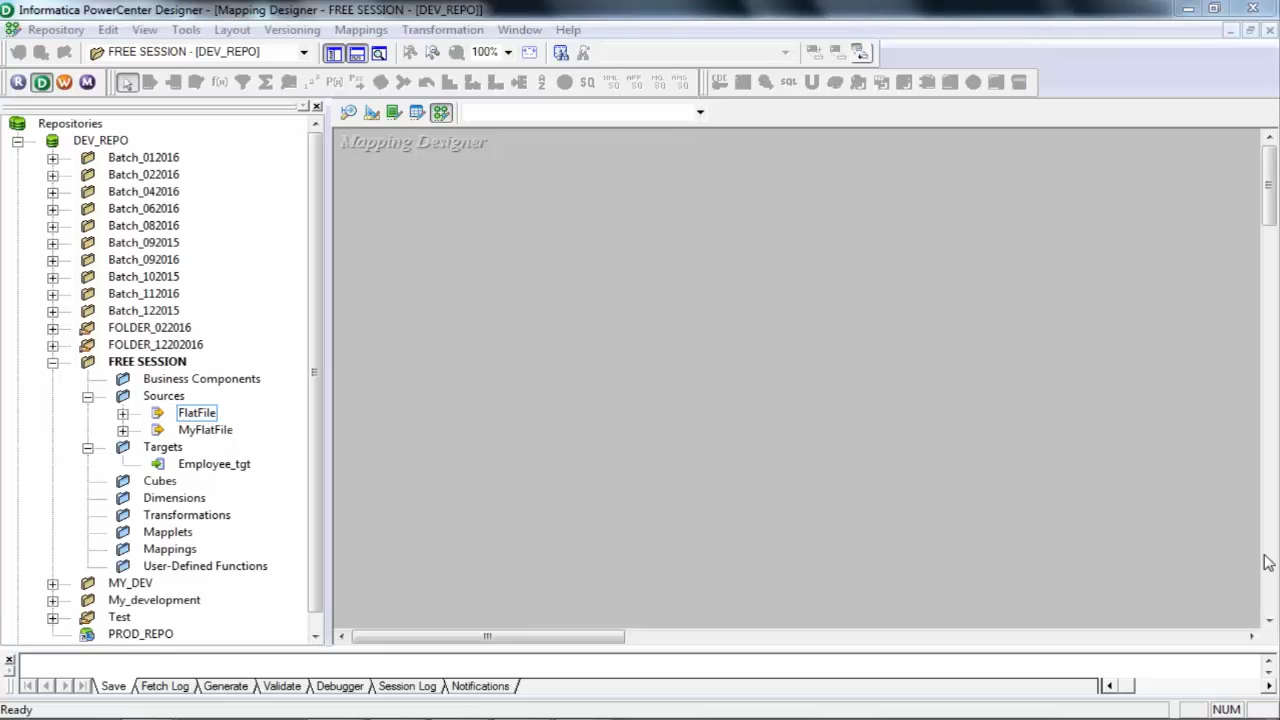 Informatica PowerCenter Designer - [Mapping Designer - FREE SESSION - [DEV_REPO]]
Repository Edit View Tools Layout Versioning Mappings Transformation Window Help
FREE SESSION - [DEV_REPO] 100%
R D W M f(x) SQ SQL
Mapping Designer
Repositories
DEV_REPO
Batch_012016
Batch_022016
Batch_042016
Batch_062016
Batch_082016
Batch_092015
Batch_092016
Batch_102015
Batch_112016
Batch_122015
FOLDER_022016
FOLDER_12202016
FREE SESSION
Business Components
Sources
FlatFile
MyFlatFile
Targets
Employee_tgt
Cubes
Dimensions
Transformations
Mapplets
Mappings
User-Defined Functions
MY_DEV
My_development
Test
PROD_REPO
Save Fetch Log Generate Validate Debugger Session Log Notifications
Ready NUM